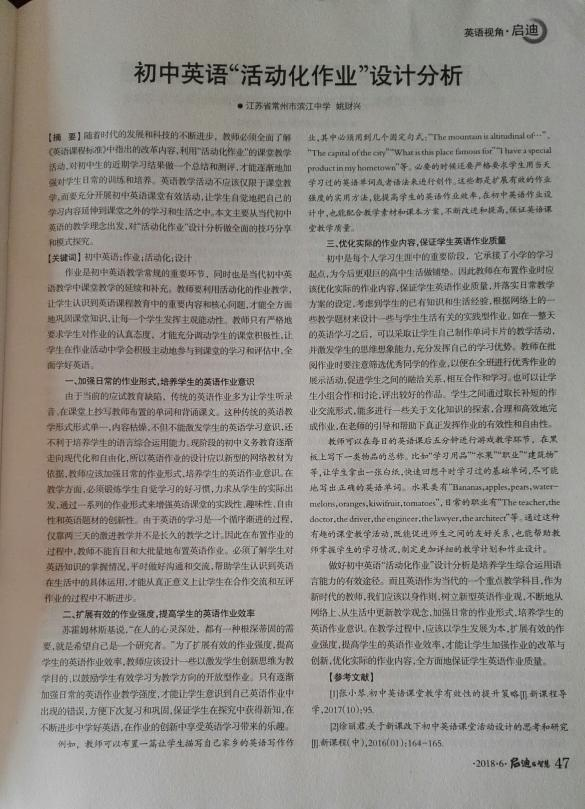 英语视角·启迪
初中英语“活动化作业”设计分析
● 江苏省常州市滨江中学 姚财兴
【摘 要】随着时代的发展和科技的不断进步，教师必须全面了解
《英语课程标准》中指出的改革内容，利用“活动化作业”的课堂教学
活动，对初中生的近期学习结果做一个总结和测评，才能逐渐地加
强对学生日常的训练和培养。英语教学活动不应该仅限于课堂教
学，而要充分开展初中英语课堂有效活动，让学生自觉地把自己的
学习内容延伸到课堂之外的学习和生活之中。本文主要从当代初中
英语的教学理念出发，对“活动化作业”设计分析做全面的技巧分享
和模式探究。
【关键词】初中英语；作业；活动化；设计
作业是初中英语教学常规的重要环节，同时也是当代初中英
语教学中课堂教学的延续和补充。教师要利用活动化的作业教学，
让学生认识到英语课程教育中的重要内容和核心问题，才能全方面
地巩固课堂知识，让每一个学生发挥主观能动性。教师只有严格地
要求学生对作业的认真态度，才能充分调动学生的课堂积极性，让
学生在作业活动中学会积极主动地参与到课堂的学习和评估中，全
面学好英语。
一、加强日常的作业形式，培养学生的英语作业意识
由于当前的应试教育缺陷，传统的英语作业多为让学生听录
音，在课堂上抄写教师布置的单词和背诵课文。这种传统的英语教
学形式形式单一，内容枯燥，不但不能激发学生的英语学习意识，还
不利于培养学生的语言综合运用能力。现阶段的初中义务教育逐渐
走向现代化和自由化，所以英语作业的设计应以新型的网络教材为
依据，教师应该加强日常的作业形式，培养学生的英语作业意识。在
教学方面，必须锻炼学生自觉学习的好习惯，力求从学生的实际出
发，通过一系列的作业形式来增强英语课堂的实践性、趣味性、自由
性和英语题材的创新性。由于英语的学习是一个循序渐进的过程，
仅靠两三天的激进教学并不是长久的教学之计，因此在布置作业的
过程中，教师不能盲目和大批量地布置英语作业。必须了解学生对
英语知识的掌握情况，平时做好沟通和交流，帮助学生认识到英语
在生活中的具体运用，才能从真正意义上让学生在合作交流和互评
作业的过程中不断进步。
二、扩展有效的作业强度，提高学生的英语作业效率
苏霍姆林斯基说，“在人的心灵深处，都有一种根深蒂固的需
要，就是希望自己是一个研究者。”为了扩展有效的作业强度，提高
学生的英语作业效率，教师应该设计一些以激发学生创新思维为教
学目的，以鼓励学生有效学习为教学方向的开放型作业。只有逐渐
加强日常的英语作业教学强度，才能让学生意识到自己英语作业中
出现的错误，方便下次复习和巩固，保证学生在探究中获得新知，在
不断进步中学好英语，在作业的创新中享受英语学习带来的乐趣。
例如，教师可以布置一篇让学生描写自己家乡的英语写作作
业，其中必须用到几个固定句式：“The mountain is altitudinal of…”、
“The capital of the city”“What is this place famous for”“I have a special
product in my hometown”等。必要的时候还要严格要求学生用当天
学习过的英语单词或者语法来进行创作。这些都是扩展有效的作业
强度的实用方法，能提高学生的英语作业效率，在初中英语作业设
计中，也能配合教学素材和课本方案，不断改进和提高，保证英语课
堂教学质量。
三、优化实际的作业内容，保证学生英语作业质量
初中是每个人学习生涯中的重要阶段，它承接了小学的学习
起点，为今后更艰巨的高中生活做铺垫。因此教师在布置作业时应
该优化实际的作业内容，保证学生英语作业质量，并落实日常教学
方案的设定，考虑到学生的已有知识和生活经验，根据网络上的一
些教学题材来设计一些与学生生活有关的实践型作业。如在一整天
的英语学习之后，可以采取让学生自己制作单词卡片的教学活动，
并激发学生的思维想象能力，充分发挥自己的学习优势。教师在批
阅作业时要注意筛选优秀同学的作业，以便在全班进行优秀作业的
展示活动，促进学生之间的融洽关系，相互合作和学习。也可以让学
生小组合作和讨论，评出较好的作品。学生之间通过取长补短的作
业交流形式，能多进行一些关于文化知识的探索，合理和高效地完
成作业，在老师的引导和帮助下真正发挥作业的有效性和自由性。
教师可以在每日的英语课后五分钟进行游戏教学环节，在黑
板上写下一类物品的总称。比如“学习用品”“水果”“职业”“建筑物”
等，让学生拿出一张白纸，快速回想平时学习过的基础单词，尽可能
地写出正确的英语单词。水果类有“Bananas,apples,pears,water-
melons,oranges,kiwifruit,tomatoes”，日常的职业有“The teacher,the
doctor,the driver,the engineer,the lawyer,the architect”等。通过这种
有趣的课堂教学活动，既能促进师生之间的友好关系，也能帮助教
师掌握学生的学习情况，制定更加详细的教学计划和作业设计。
做好初中英语“活动化作业”设计分析是培养学生综合运用语
言能力的有效途径。而且英语作为当代的一个重点教学科目，作为
新时代的教师，我们应该以身作则，树立新型英语作业观，不断地从
网络上、从生活中更新教学观念，加强日常的作业形式，培养学生的
英语作业意识。在教学过程中，应该以学生发展为本，扩展有效的作
业强度，提高学生的英语作业效率，才能让学生加强作业的改革与
创新，优化实际的作业内容，全方面地保证学生英语作业质量。
【参考文献】
[1]张小琴.初中英语课堂教学有效性的提升策略[J].新课程导
学,2017(10):95.
[2]徐丽君.关于新课改下初中英语课堂活动设计的思考和研究
[J].新课程(中),2016(01):164-165.
·2018·6· 启迪与智慧 47